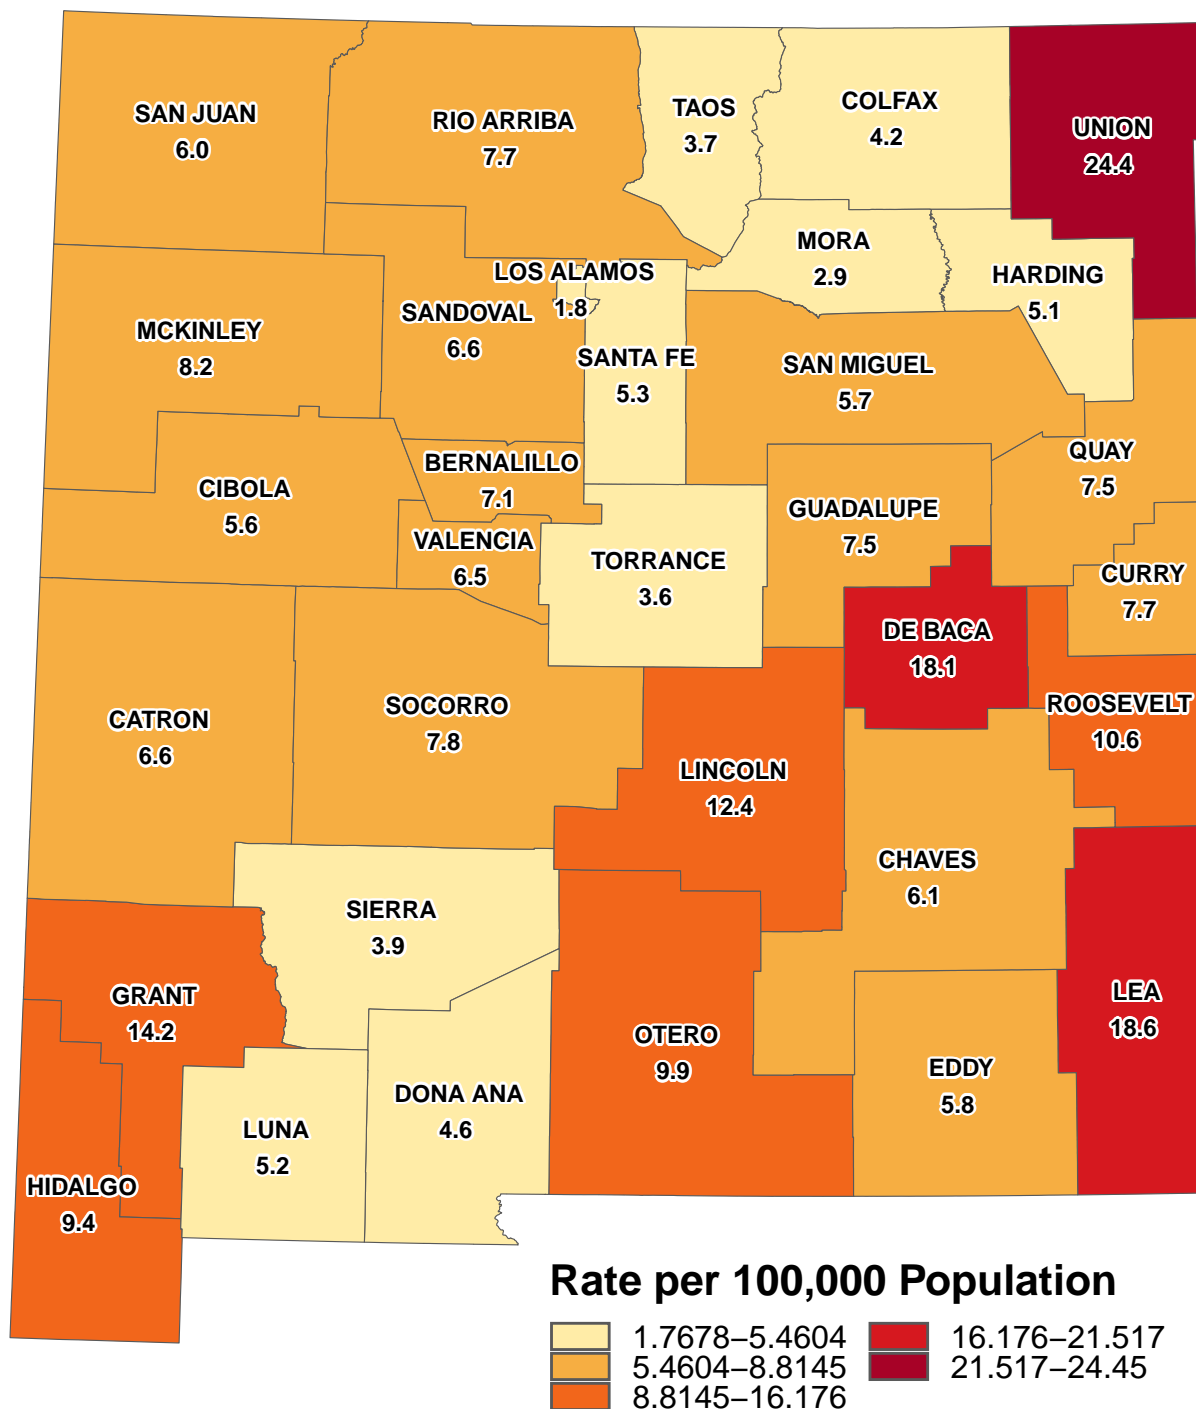 SAN JUAN
6.0
RIO ARRIBA
7.7
TAOS
3.7
COLFAX
4.2
UNION
24.4
MORA
2.9
HARDING
5.1
LOS ALAMOS
1.8
SANDOVAL
6.6
MCKINLEY
8.2
SANTA FE
5.3
SAN MIGUEL
5.7
QUAY
7.5
BERNALILLO
7.1
CIBOLA
5.6
GUADALUPE
7.5
VALENCIA
6.5
TORRANCE
3.6
CURRY
7.7
DE BACA
18.1
ROOSEVELT
10.6
CATRON
6.6
SOCORRO
7.8
LINCOLN
12.4
CHAVES
6.1
SIERRA
3.9
GRANT
14.2
LEA
18.6
OTERO
9.9
EDDY
5.8
DONA ANA
4.6
LUNA
5.2
HIDALGO
9.4
Rate per 100,000 Population
1.7678–5.4604
5.4604–8.8145
8.8145–16.176
16.176–21.517
21.517–24.45